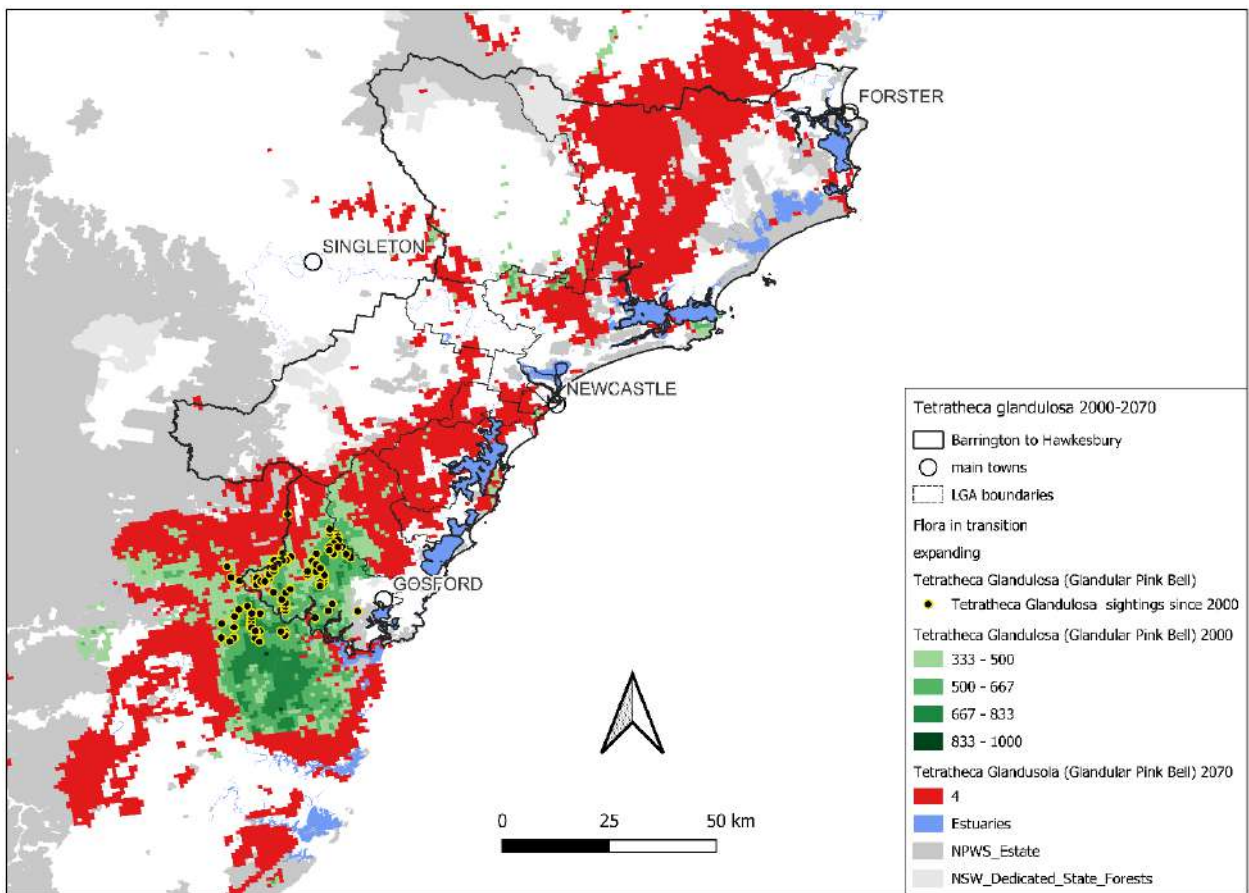 FORSTER
SINGLETON
NEWCASTLE
GOSFORD
0 25 50 km
Tetratheca glandulosa 2000-2070
Barrington to Hawkesbury
main towns
LGA boundaries
Flora in transition
expanding
Tetratheca Glandulosa (Glandular Pink Bell)
Tetratheca Glandulosa sightings since 2000
Tetratheca Glandulosa (Glandular Pink Bell) 2000
333 - 500
500 - 667
667 - 833
833 - 1000
Tetratheca Glandusola (Glandular Pink Bell) 2070
4
Estuaries
NPWS_Estate
NSW_Dedicated_State_Forests